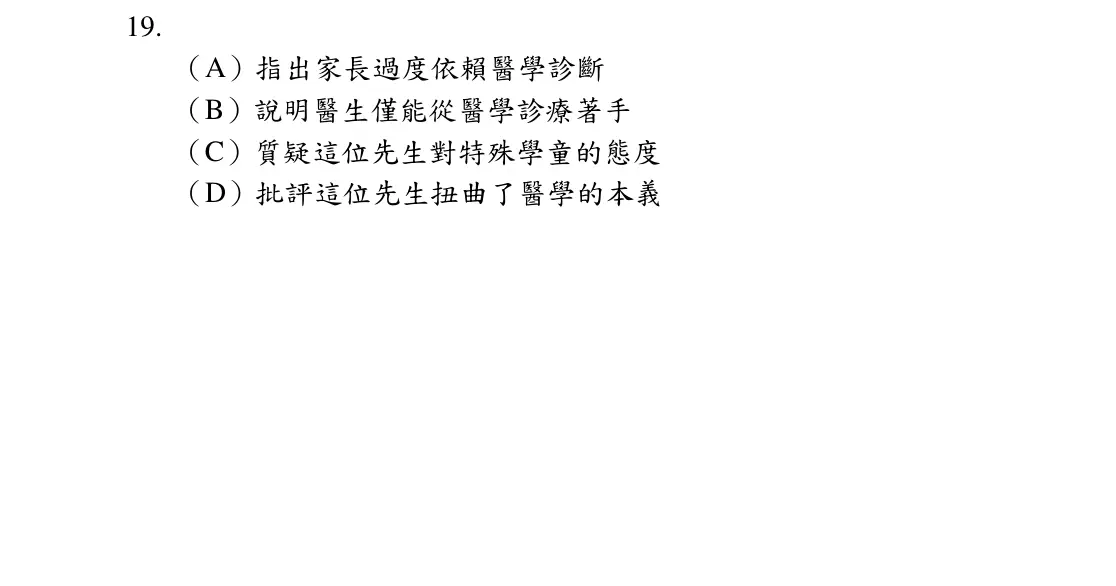 19.
（A）指出家長過度依賴醫學診斷
（B）說明醫生僅能從醫學診療著手
（C）質疑這位先生對特殊學童的態度
（D）批評這位先生扭曲了醫學的本義